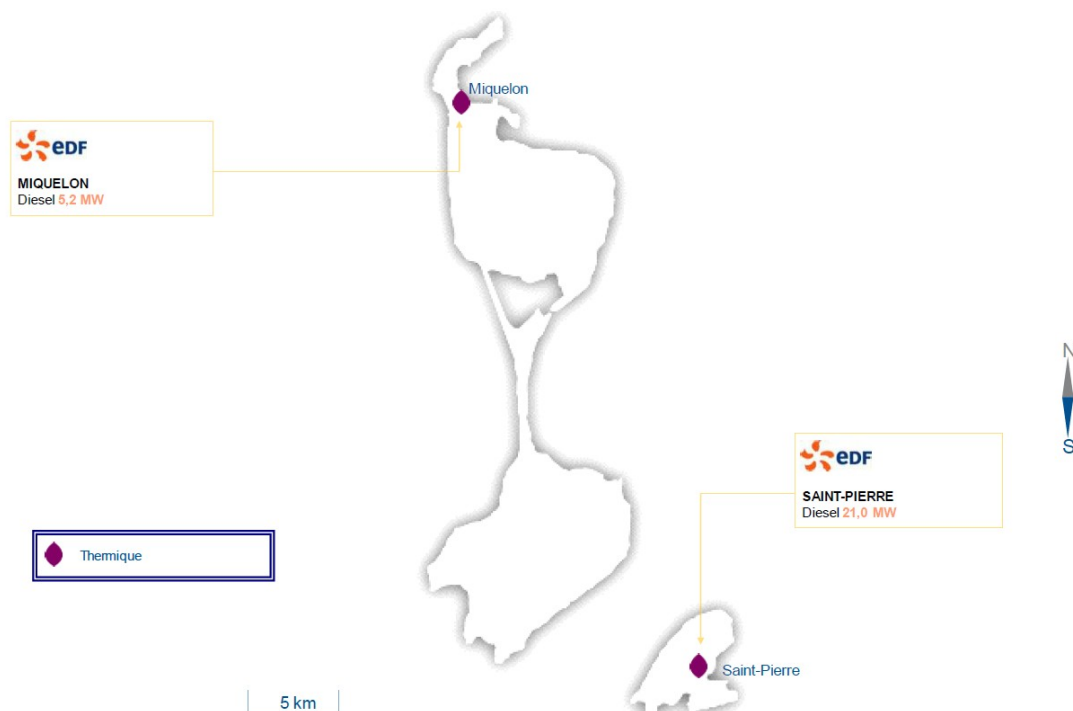 Miquelon
eDF
MIQUELON
Diesel 5,2 MW
N
S
eDF
SAINT-PIERRE
Diesel 21,0 MW
Thermique
Saint-Pierre
5 km